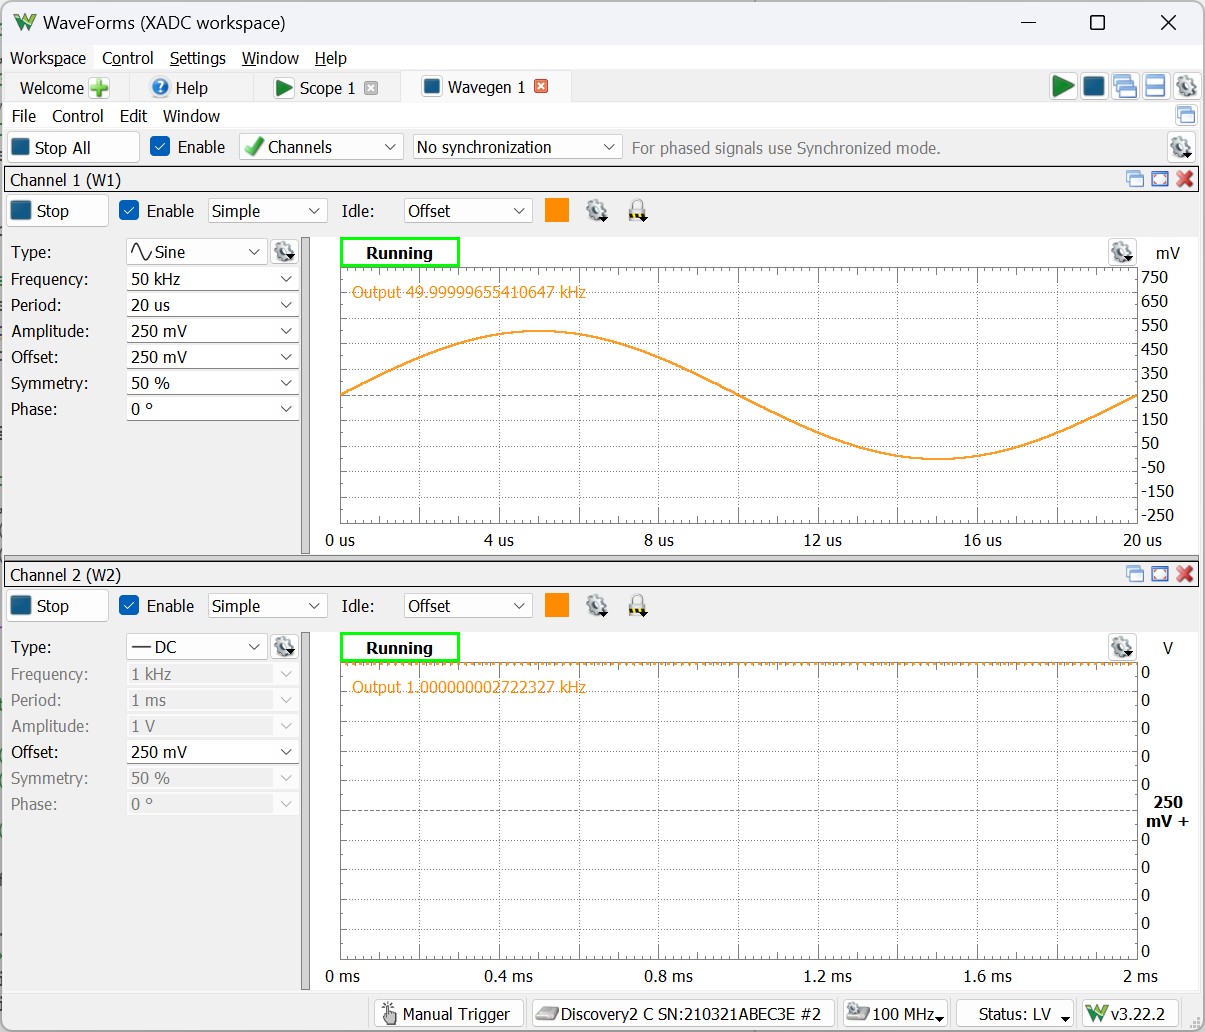 WaveForms (XADC workspace)
Workspace Control Settings Window Help
Welcome Help Scope 1 Wavegen 1
File Control Edit Window
Stop All Enable Channels No synchronization For phased signals use Synchronized mode.
Channel 1 (W1)
Stop Enable Simple Idle: Offset
Type: Sine
Frequency: 50 kHz
Period: 20 us
Amplitude: 250 mV
Offset: 250 mV
Symmetry: 50 %
Phase: 0 º
Running mV
Output 49.99999655410647 kHz
750
650
550
450
350
250
150
50
-50
-150
-250
0 us 4 us 8 us 12 us 16 us 20 us
Channel 2 (W2)
Stop Enable Simple Idle: Offset
Type: DC
Frequency: 1 kHz
Period: 1 ms
Amplitude: 1 V
Offset: 250 mV
Symmetry: 50 %
Phase: 0 º
Running V
Output 1.000000002722327 kHz
0
0
0
0
0
250
mV +
0
0
0
0
0
0 ms 0.4 ms 0.8 ms 1.2 ms 1.6 ms 2 ms
Manual Trigger Discovery2 C SN:210321ABEC3E #2 100 MHz Status: LV v3.22.2